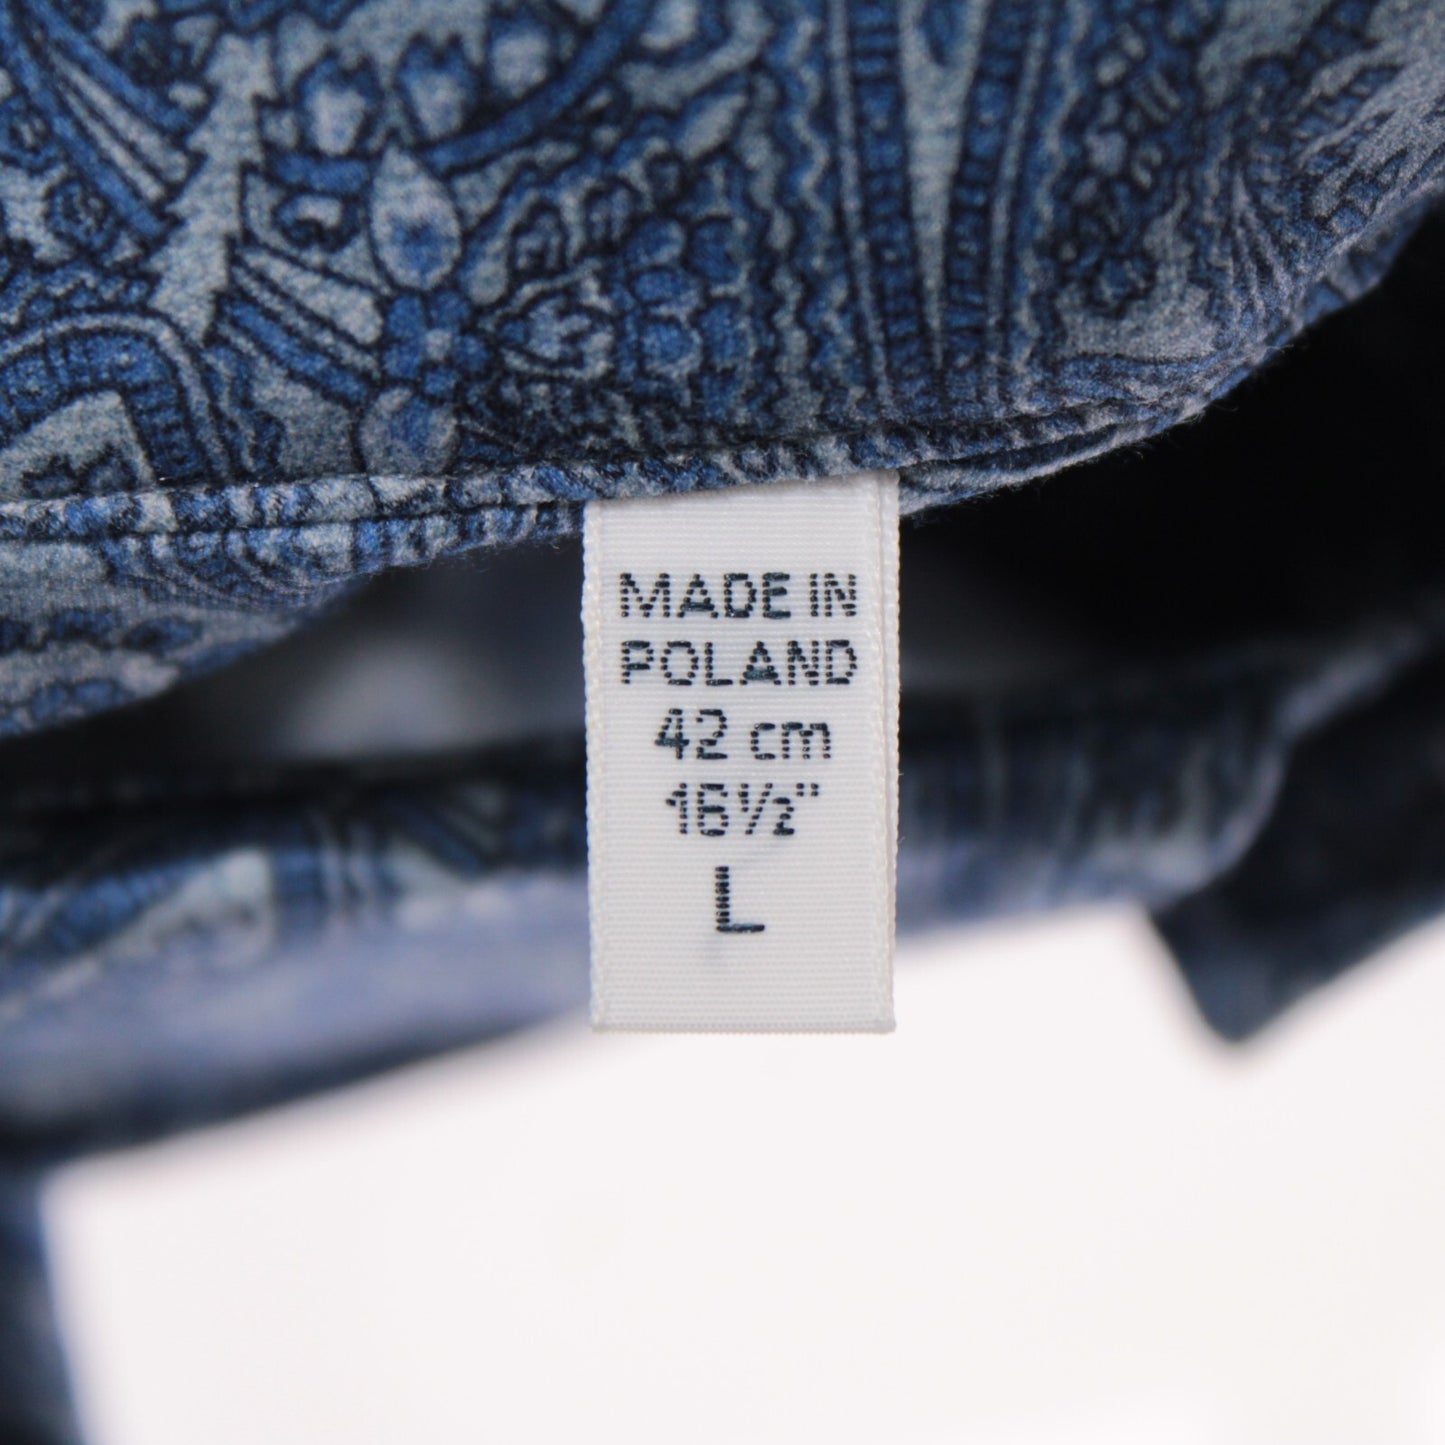 MADE IN
POLAND
42 cm
16½"
L